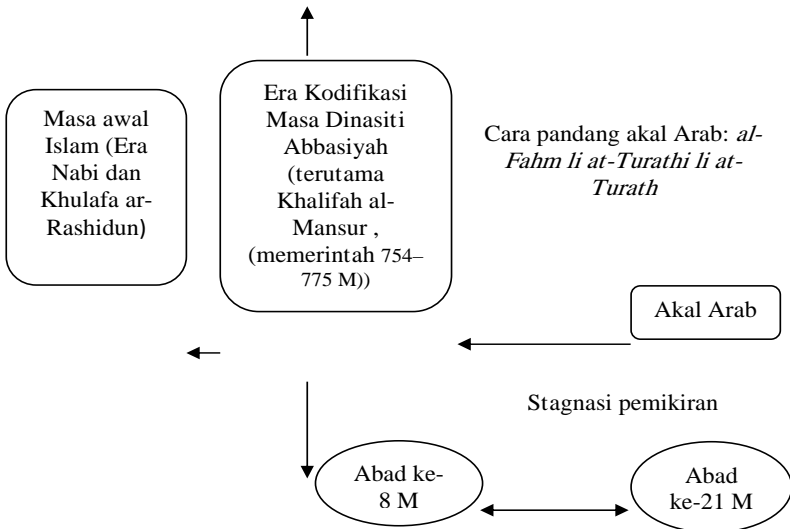 Masa awal
Islam (Era
Nabi dan
Khulafa ar-
Rashidun)
Era Kodifikasi
Masa Dinasiti
Abbasiyah
(terutama
Khalifah al-
Mansur ,
(memerintah 754–
775 M))
Cara pandang akal Arab: al-
Fahm li at-Turathi li at-
Turath
Akal Arab
Stagnasi pemikiran
Abad ke-
8 M
Abad
ke-21 M